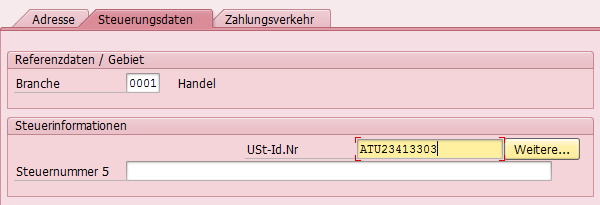 Adresse Steuerungsdaten Zahlungsverkehr
Referenzdaten / Gebiet
Branche 0001 Handel
Steuerinformationen
USt-Id.Nr ATU23413303 Weitere...
Steuernummer 5